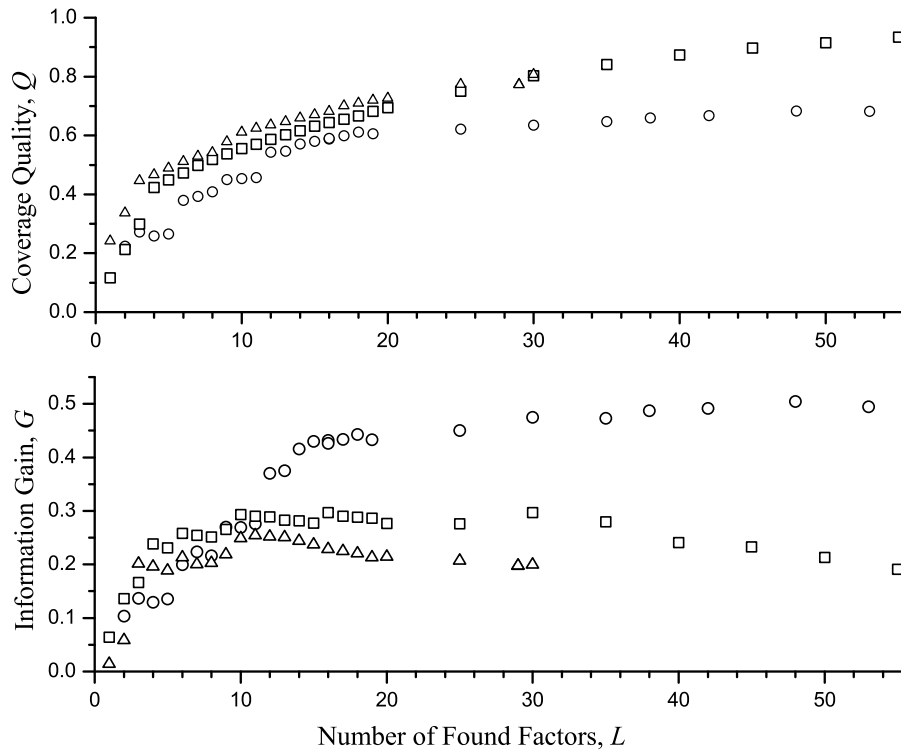 1.0
0.8
0.6
0.4
0.2
0.0
Coverage Quality, Q
0 10 20 30 40 50
0.5
0.4
0.3
0.2
0.1
0.0
Information Gain, G
0 10 20 30 40 50
Number of Found Factors, L